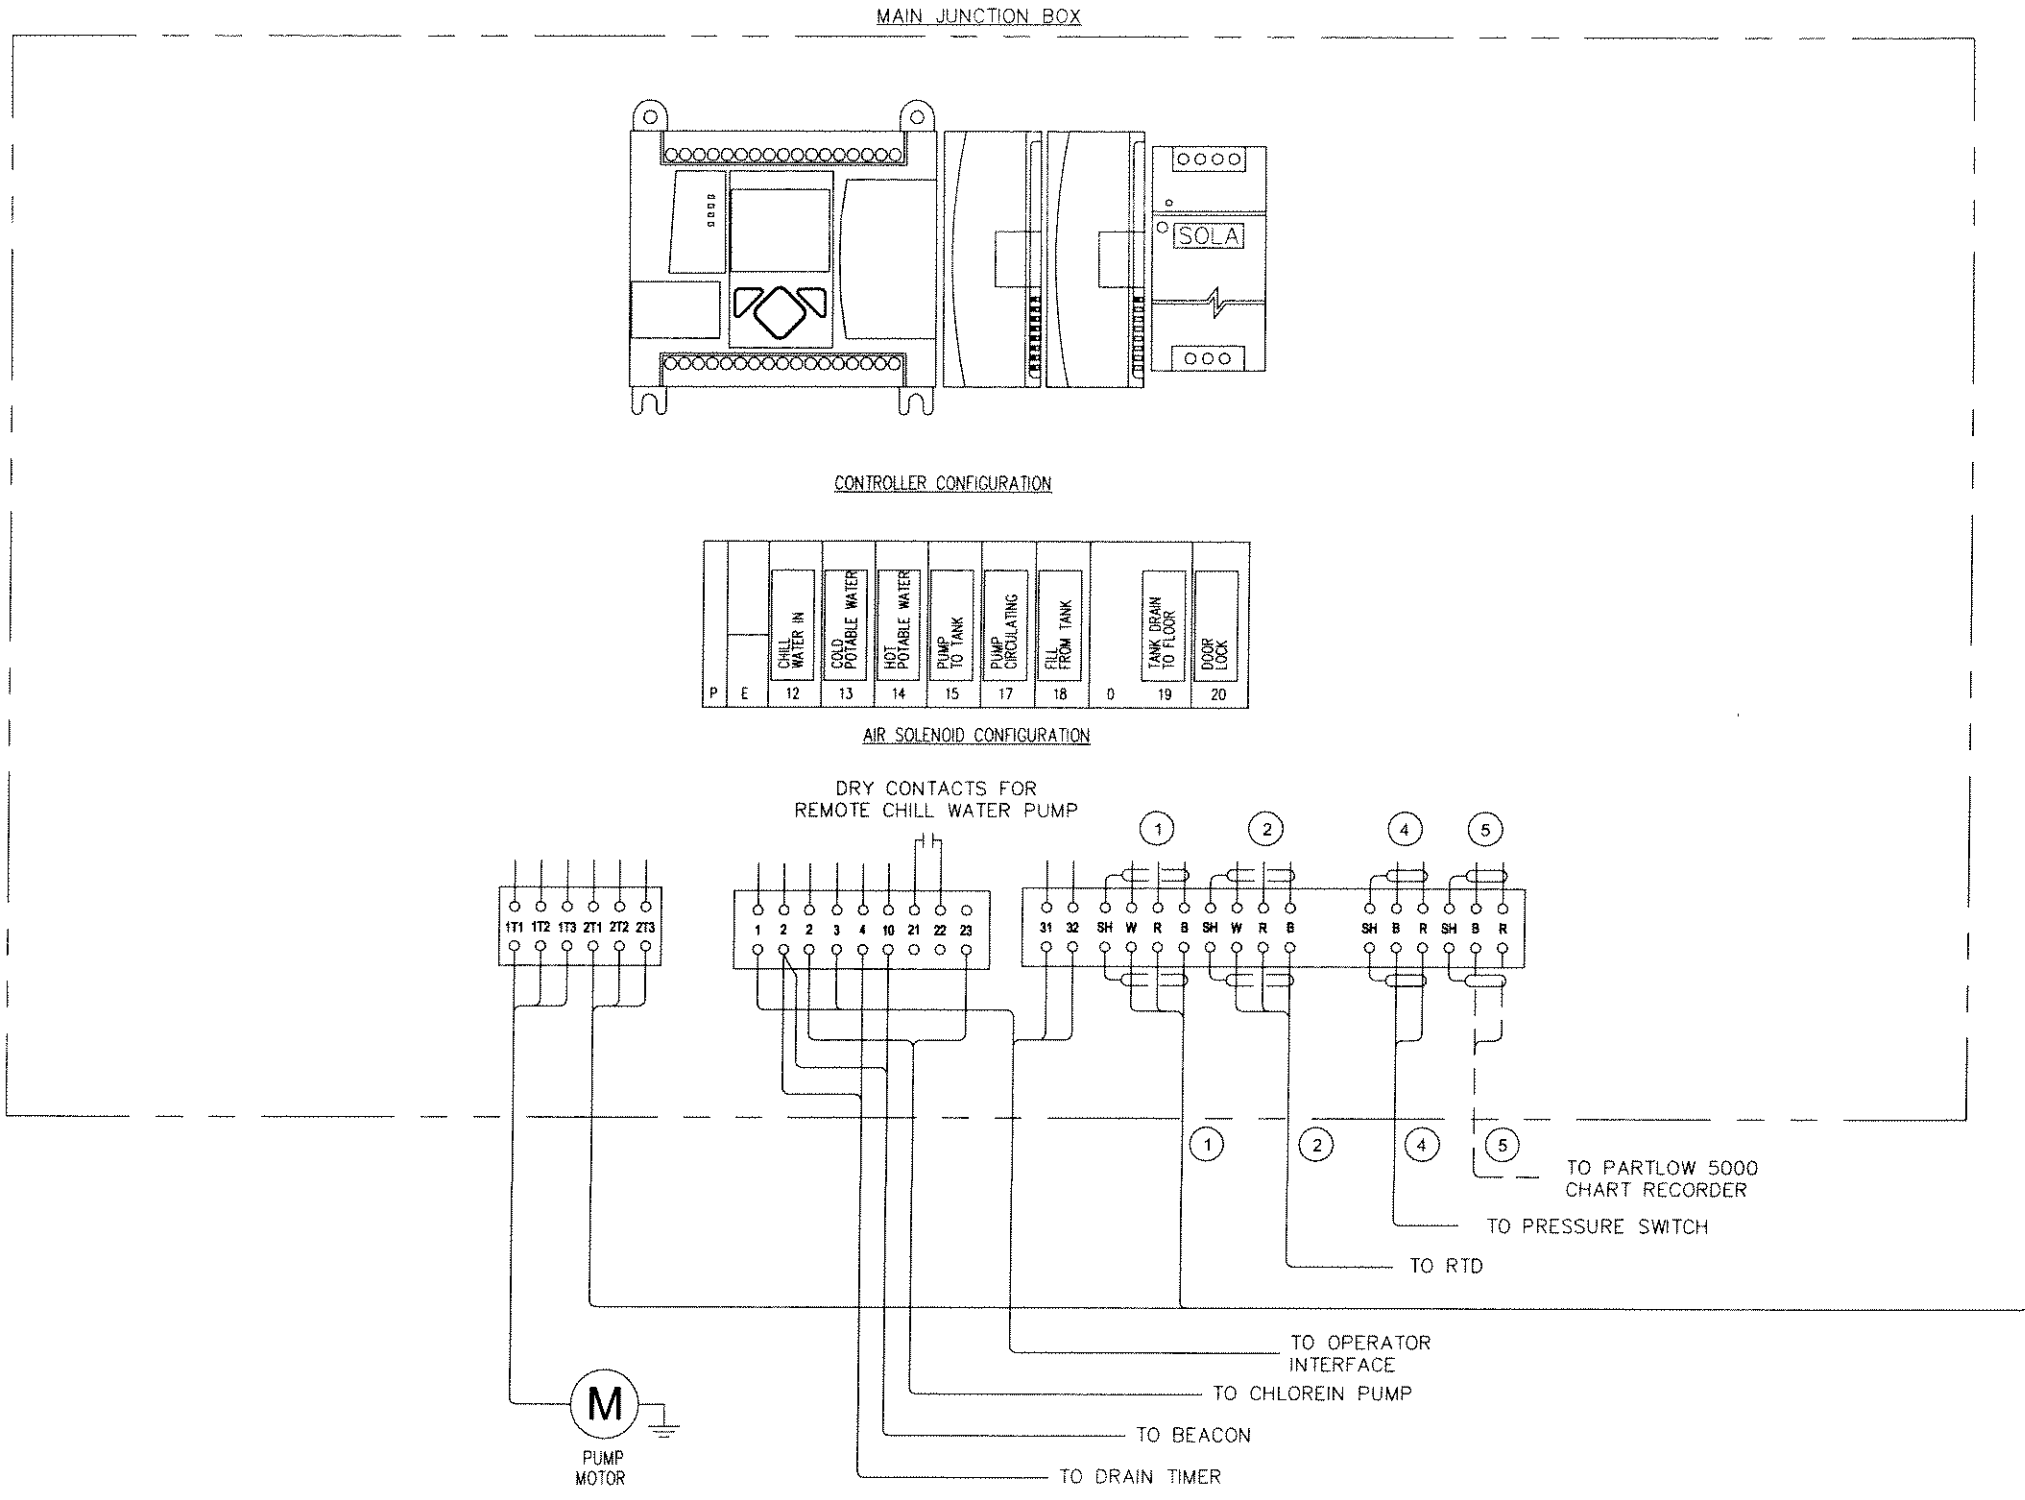 MAIN JUNCTION BOX
SOLA
CONTROLLER CONFIGURATION
CHILL
WATER IN
COLD
POTABLE WATER
HOT
POTABLE WATER
PUMP
TO TANK
PUMP
CIRCULATING
FILL
FROM TANK
TANK DRAIN
TO FLOOR
DOOR
LOCK
P E 12 13 14 15 17 18 0 19 20
AIR SOLENOID CONFIGURATION
DRY CONTACTS FOR
REMOTE CHILL WATER PUMP
1 2 4 5
1T1 1T2 1T3 2T1 2T2 2T3
1 2 2 3 4 10 21 22 23
31 32 SH W R B SH W R B SH B R SH B R
1 2 4 5
TO PARTLOW 5000
CHART RECORDER
TO PRESSURE SWITCH
TO RTD
TO OPERATOR
INTERFACE
TO CHLOREIN PUMP
M
TO BEACON
PUMP
MOTOR
TO DRAIN TIMER